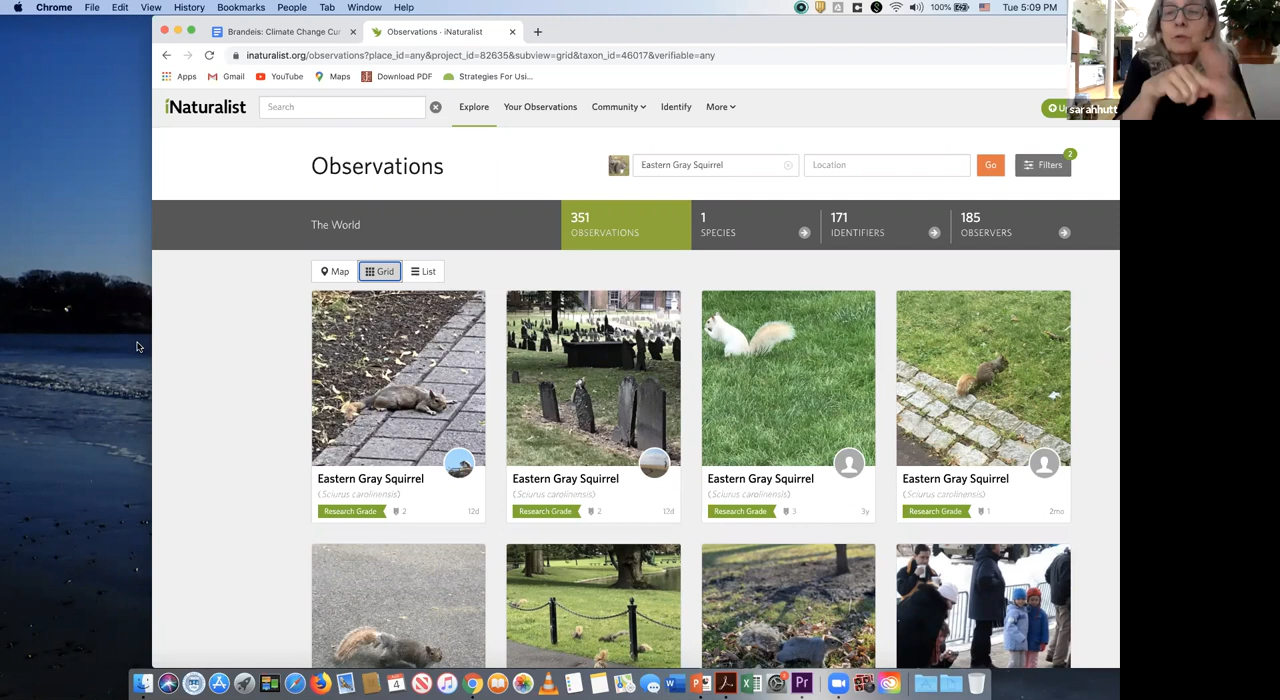 Chrome File Edit View History Bookmarks People Tab Window Help 100% Tue 5:09 PM
Brandeis: Climate Change Cur Observations · iNaturalist
inaturalist.org/observations?place_id=any&project_id=82635&subview=grid&taxon_id=46017&verifiable=any
Apps Gmail YouTube Maps Download PDF Strategies For Usi...
iNaturalist Search Explore Your Observations Community Identify More U sarahhutt
Observations Eastern Gray Squirrel Location Go Filters 2
The World
351 1 171 185
OBSERVATIONS SPECIES IDENTIFIERS OBSERVERS
Map Grid List
Eastern Gray Squirrel Eastern Gray Squirrel Eastern Gray Squirrel Eastern Gray Squirrel
(Sciurus carolinensis) (Sciurus carolinensis) (Sciurus carolinensis) (Sciurus carolinensis)
Research Grade 2 12d Research Grade 2 12d Research Grade 3 3y Research Grade 1 2mo
4